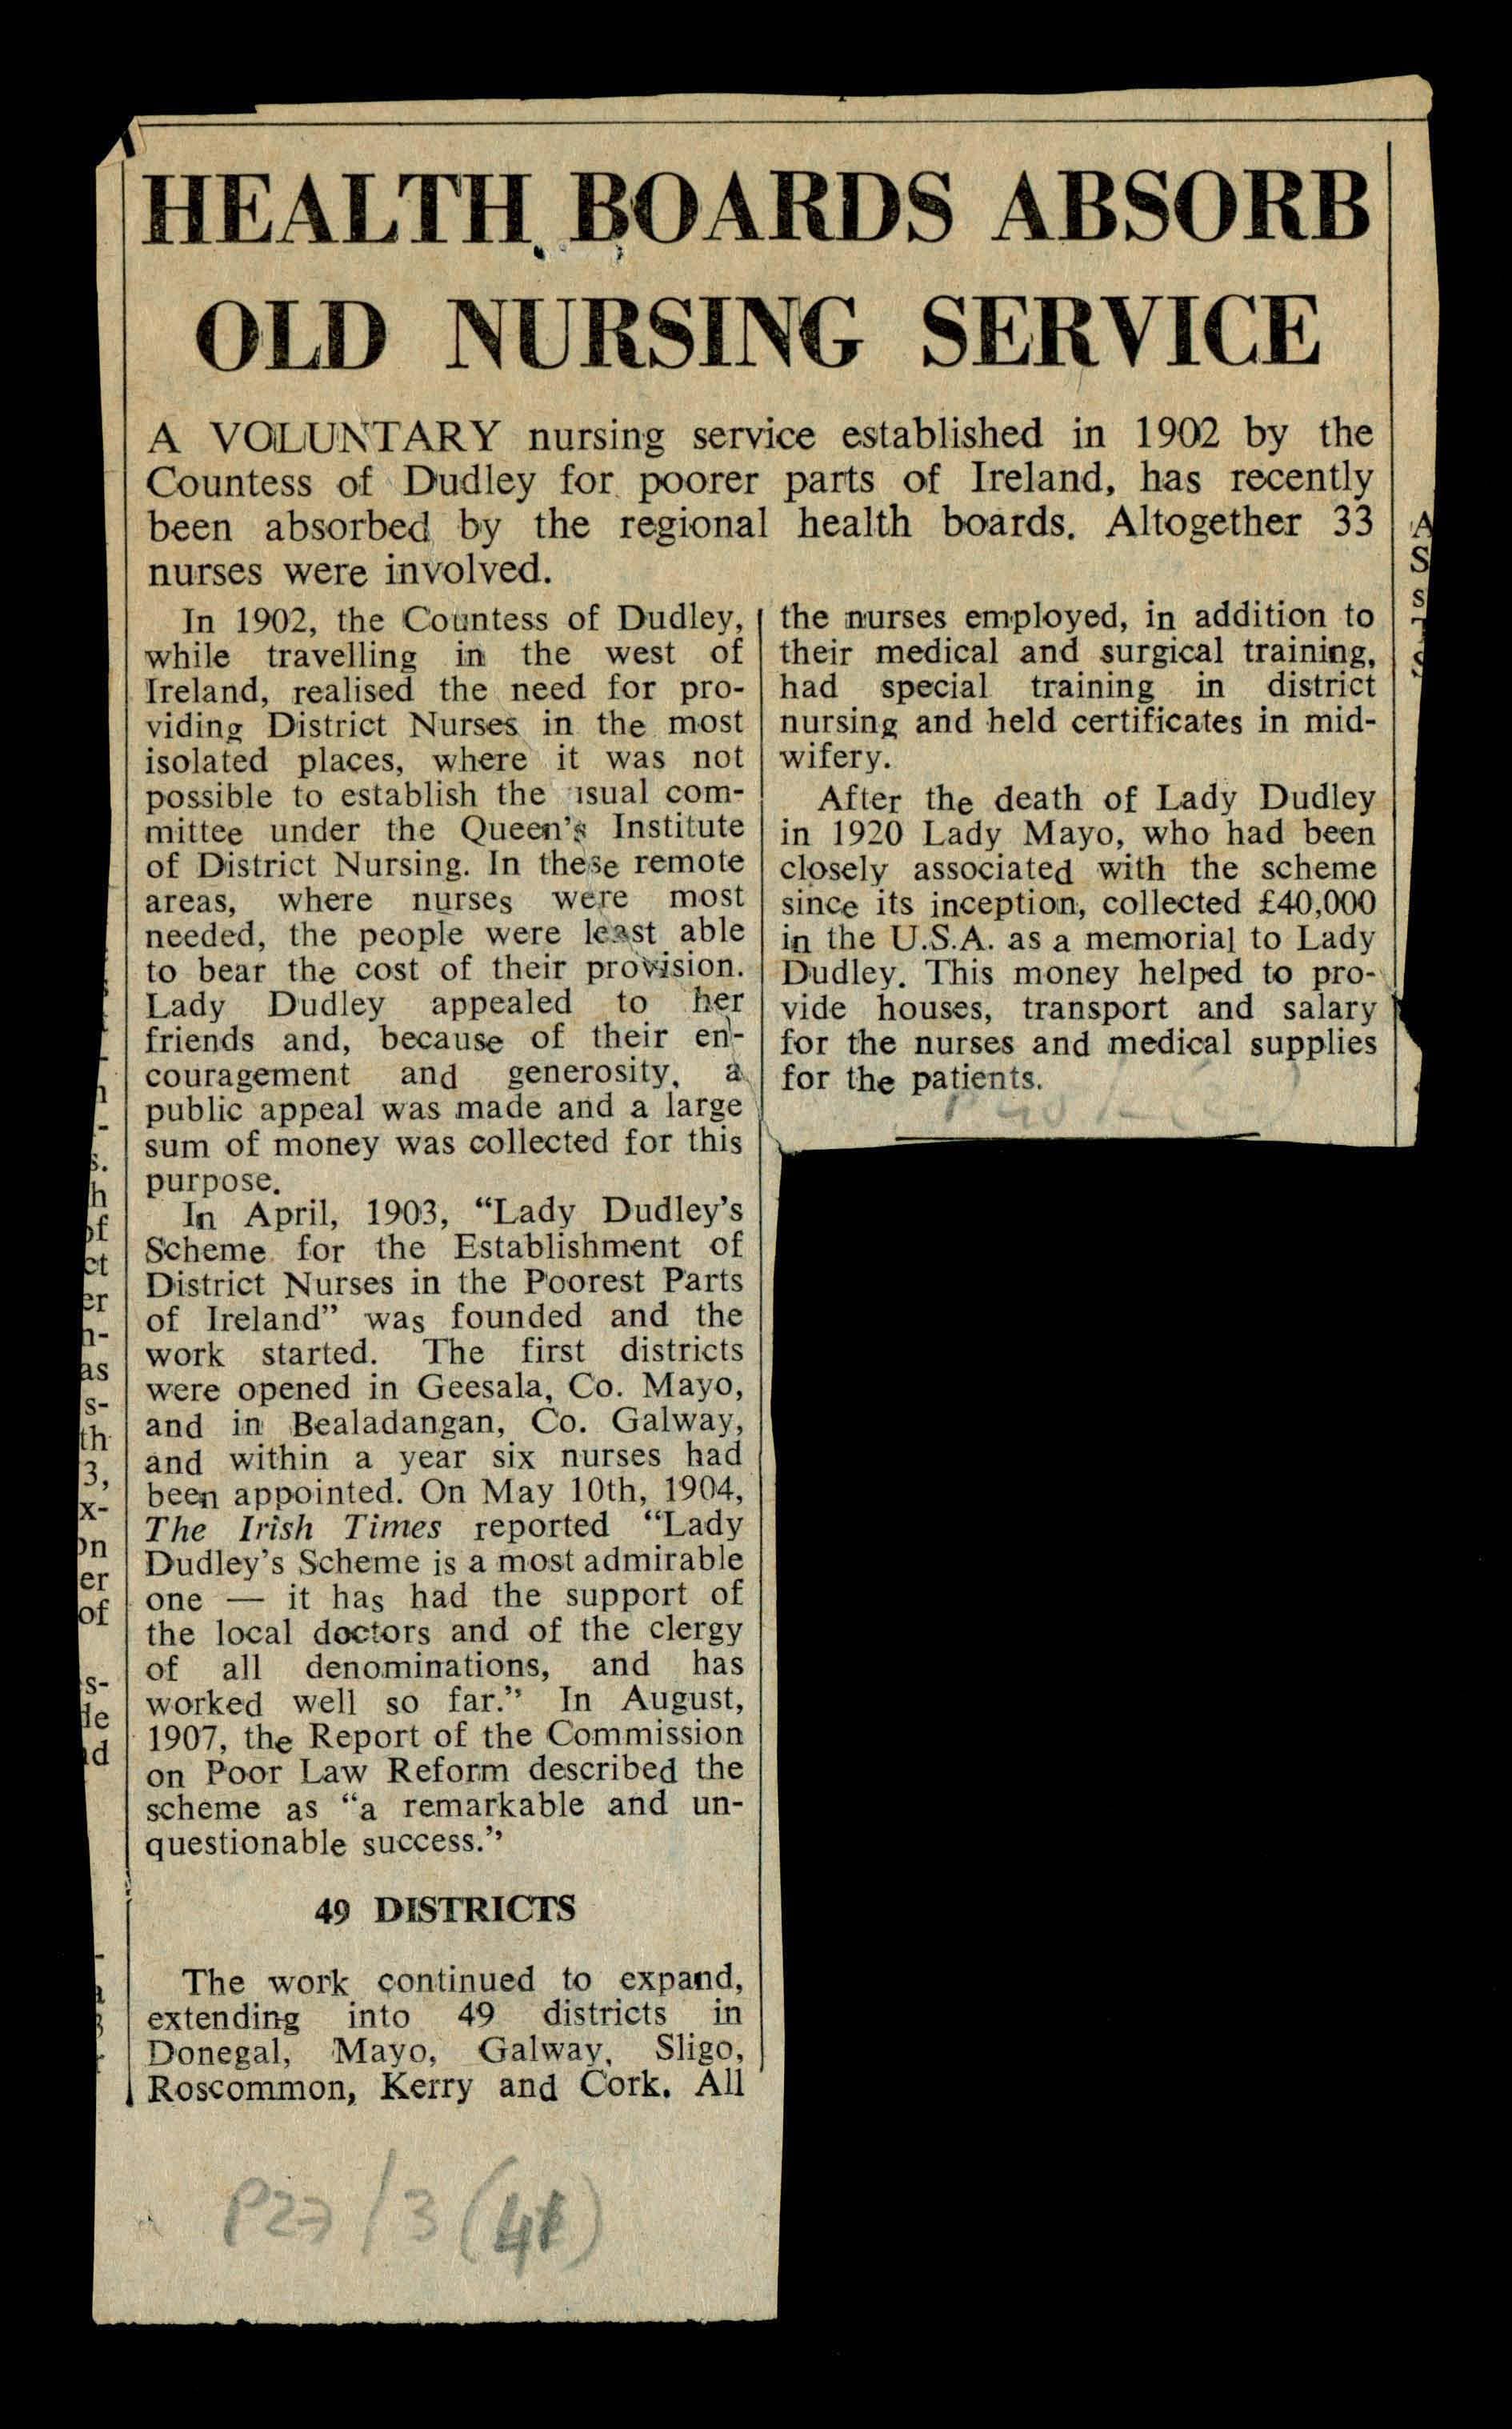 HEALTH BOARDS ABSORB
OLD NURSING SERVICE
A VOLUNTARY nursing service established in 1902 by the
Countess of Dudley for poorer parts of Ireland, has recently
been absorbed by the regional health boards. Altogether 33
nurses were involved.
In 1902, the Countess of Dudley,
while travelling in the west of
Ireland, realised the need for pro-
viding District Nurses in the most
isolated places, where it was not
possible to establish the usual com-
mittee under the Queen's Institute
of District Nursing. In these remote
areas, where nurses were most
needed, the people were least able
to bear the cost of their provision.
Lady Dudley appealed to her
friends and, because of their en-
couragement and generosity, a
public appeal was made and a large
sum of money was collected for this
purpose.
In April, 1903, "Lady Dudley's
Scheme for the Establishment of
District Nurses in the Poorest Parts
of Ireland" was founded and the
work started. The first districts
were opened in Geesala, Co. Mayo,
and in Bealadangan, Co. Galway,
and within a year six nurses had
been appointed. On May 10th, 1904,
The Irish Times reported "Lady
Dudley's Scheme is a most admirable
one — it has had the support of
the local doctors and of the clergy
of all denominations, and has
worked well so far." In August,
1907, the Report of the Commission
on Poor Law Reform described the
scheme as "a remarkable and un-
questionable success."
49 DISTRICTS
The work continued to expand,
extending into 49 districts in
Donegal, Mayo, Galway, Sligo,
Roscommon, Kerry and Cork. All
the nurses employed, in addition to
their medical and surgical training,
had special training in district
nursing and held certificates in mid-
wifery.
After the death of Lady Dudley
in 1920 Lady Mayo, who had been
closely associated with the scheme
since its inception, collected £40,000
in the U.S.A. as a memorial to Lady
Dudley. This money helped to pro-
vide houses, transport and salary
for the nurses and medical supplies
for the patients.
P27/3